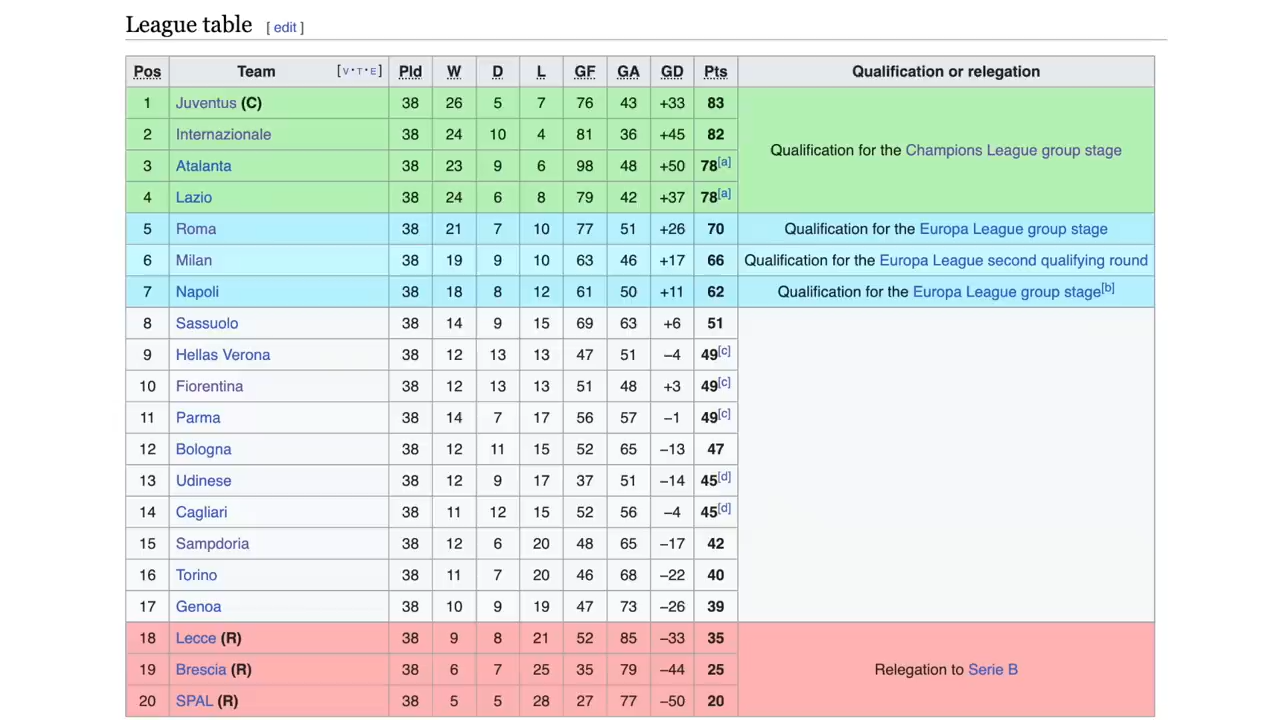 League table [ edit ]
Pos Team [V·T·E] Pld W D L GF GA GD Pts Qualification or relegation
1 Juventus (C) 38 26 5 7 76 43 +33 83
2 Internazionale 38 24 10 4 81 36 +45 82
Qualification for the Champions League group stage
3 Atalanta 38 23 9 6 98 48 +50 78[a]
4 Lazio 38 24 6 8 79 42 +37 78[a]
5 Roma 38 21 7 10 77 51 +26 70 Qualification for the Europa League group stage
6 Milan 38 19 9 10 63 46 +17 66 Qualification for the Europa League second qualifying round
7 Napoli 38 18 8 12 61 50 +11 62 Qualification for the Europa League group stage[b]
8 Sassuolo 38 14 9 15 69 63 +6 51
9 Hellas Verona 38 12 13 13 47 51 –4 49[c]
10 Fiorentina 38 12 13 13 51 48 +3 49[c]
11 Parma 38 14 7 17 56 57 –1 49[c]
12 Bologna 38 12 11 15 52 65 –13 47
13 Udinese 38 12 9 17 37 51 –14 45[d]
14 Cagliari 38 11 12 15 52 56 –4 45[d]
15 Sampdoria 38 12 6 20 48 65 –17 42
16 Torino 38 11 7 20 46 68 –22 40
17 Genoa 38 10 9 19 47 73 –26 39
18 Lecce (R) 38 9 8 21 52 85 –33 35
19 Brescia (R) 38 6 7 25 35 79 –44 25 Relegation to Serie B
20 SPAL (R) 38 5 5 28 27 77 –50 20